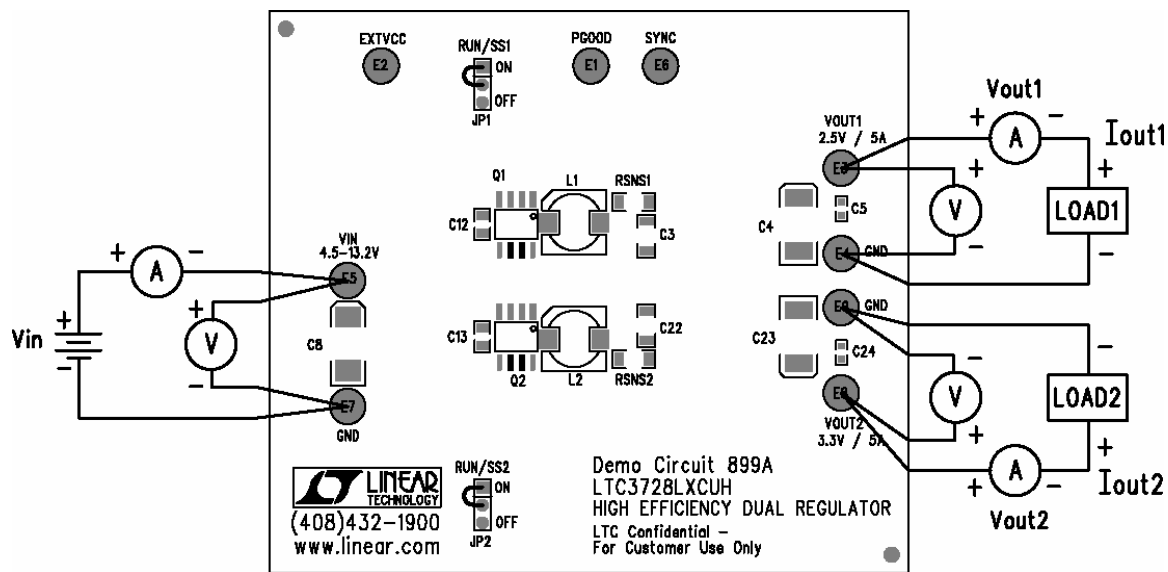 EXTVCC
E2
RUN/SS1
ON
OFF
JP1
PGOOD
E1
SYNC
E6
Vout1
+ A -
Iout1
VOUT1
2.5V / 5A
E3
+
V
-
+
LOAD1
-
C4
C5
E4 GND
Q1
L1
RSNS1
C12
C3
VIN
4.5-13.2V
E5
+ A -
Vin
+
-
+
V
-
C8
E7
GND
GND
C13
C22
Q2
L2
RSNS2
C23
C24
-
V
+
-
LOAD2
+
VOUT2
3.3V / 5A
+ A -
Vout2
Iout2
RUN/SS2
ON
OFF
JP2
LINEAR
TECHNOLOGY
(408)432-1900
www.linear.com
Demo Circuit 899A
LTC3728LXCUH
HIGH EFFICIENCY DUAL REGULATOR
LTC Confidential -
For Customer Use Only